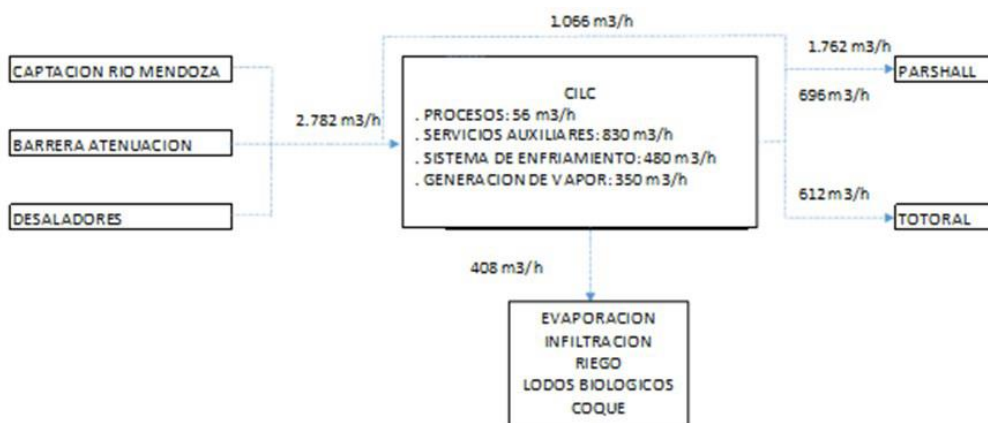 1.066 m3/h
1.762 m3/h
CAPTACION RIO MENDOZA
PARSHALL
CILC
696 m3/h
2.782 m3/h
. PROCESOS: 56 m3/h
BARRERA ATENUACION
. SERVICIOS AUXILIARES: 830 m3/h
. SISTEMA DE ENFRIAMIENTO: 480 m3/h
. GENERACION DE VAPOR: 350 m3/h
612 m3/h
DESALADORES
TOTORAL
408 m3/h
EVAPORACION
INFILTRACION
RIEGO
LODOS BIOLOGICOS
COQUE